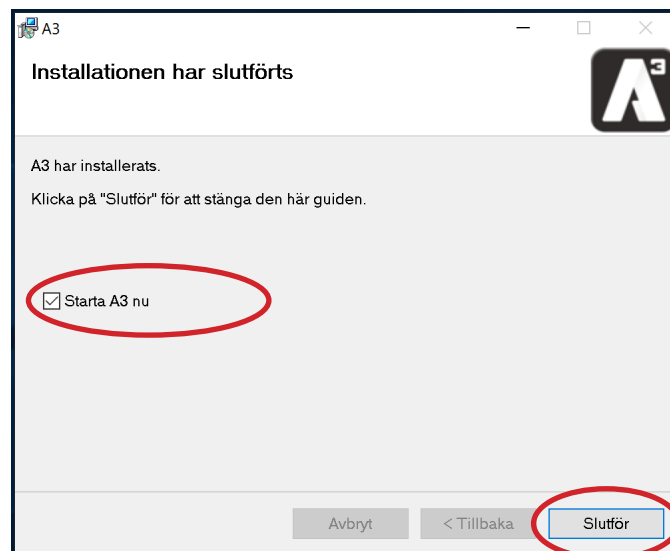 A3
Installationen har slutförts
A3
A3 har installerats.
Klicka på "Slutför" för att stänga den här guiden.
Starta A3 nu
Avbryt
< Tillbaka
Slutför